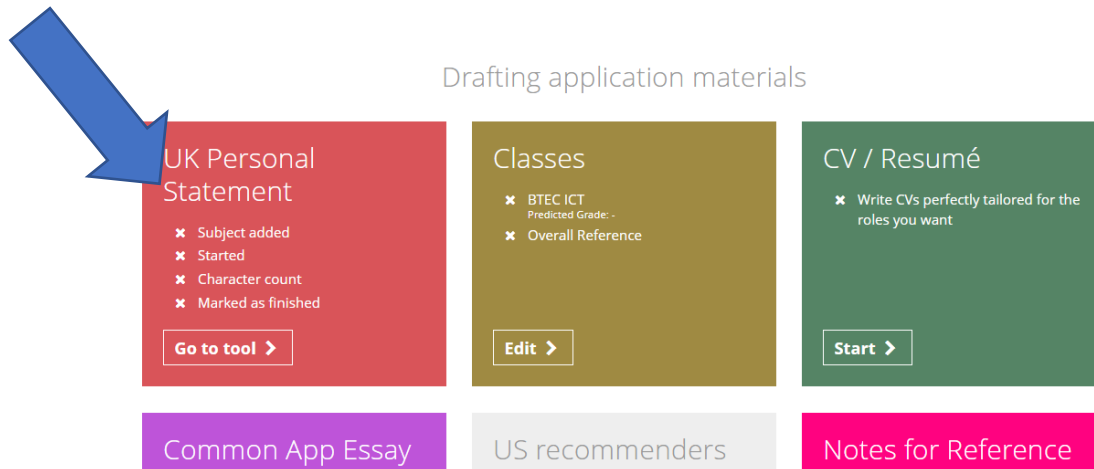 Drafting application materials
UK Personal
Statement
✖ Subject added
✖ Started
✖ Character count
✖ Marked as finished
Go to tool
Classes
✖ BTEC ICT
Predicted Grade: -
✖ Overall Reference
Edit
CV / Resumé
✖ Write CVs perfectly tailored for the
roles you want
Start
Common App Essay
US recommenders
Notes for Reference